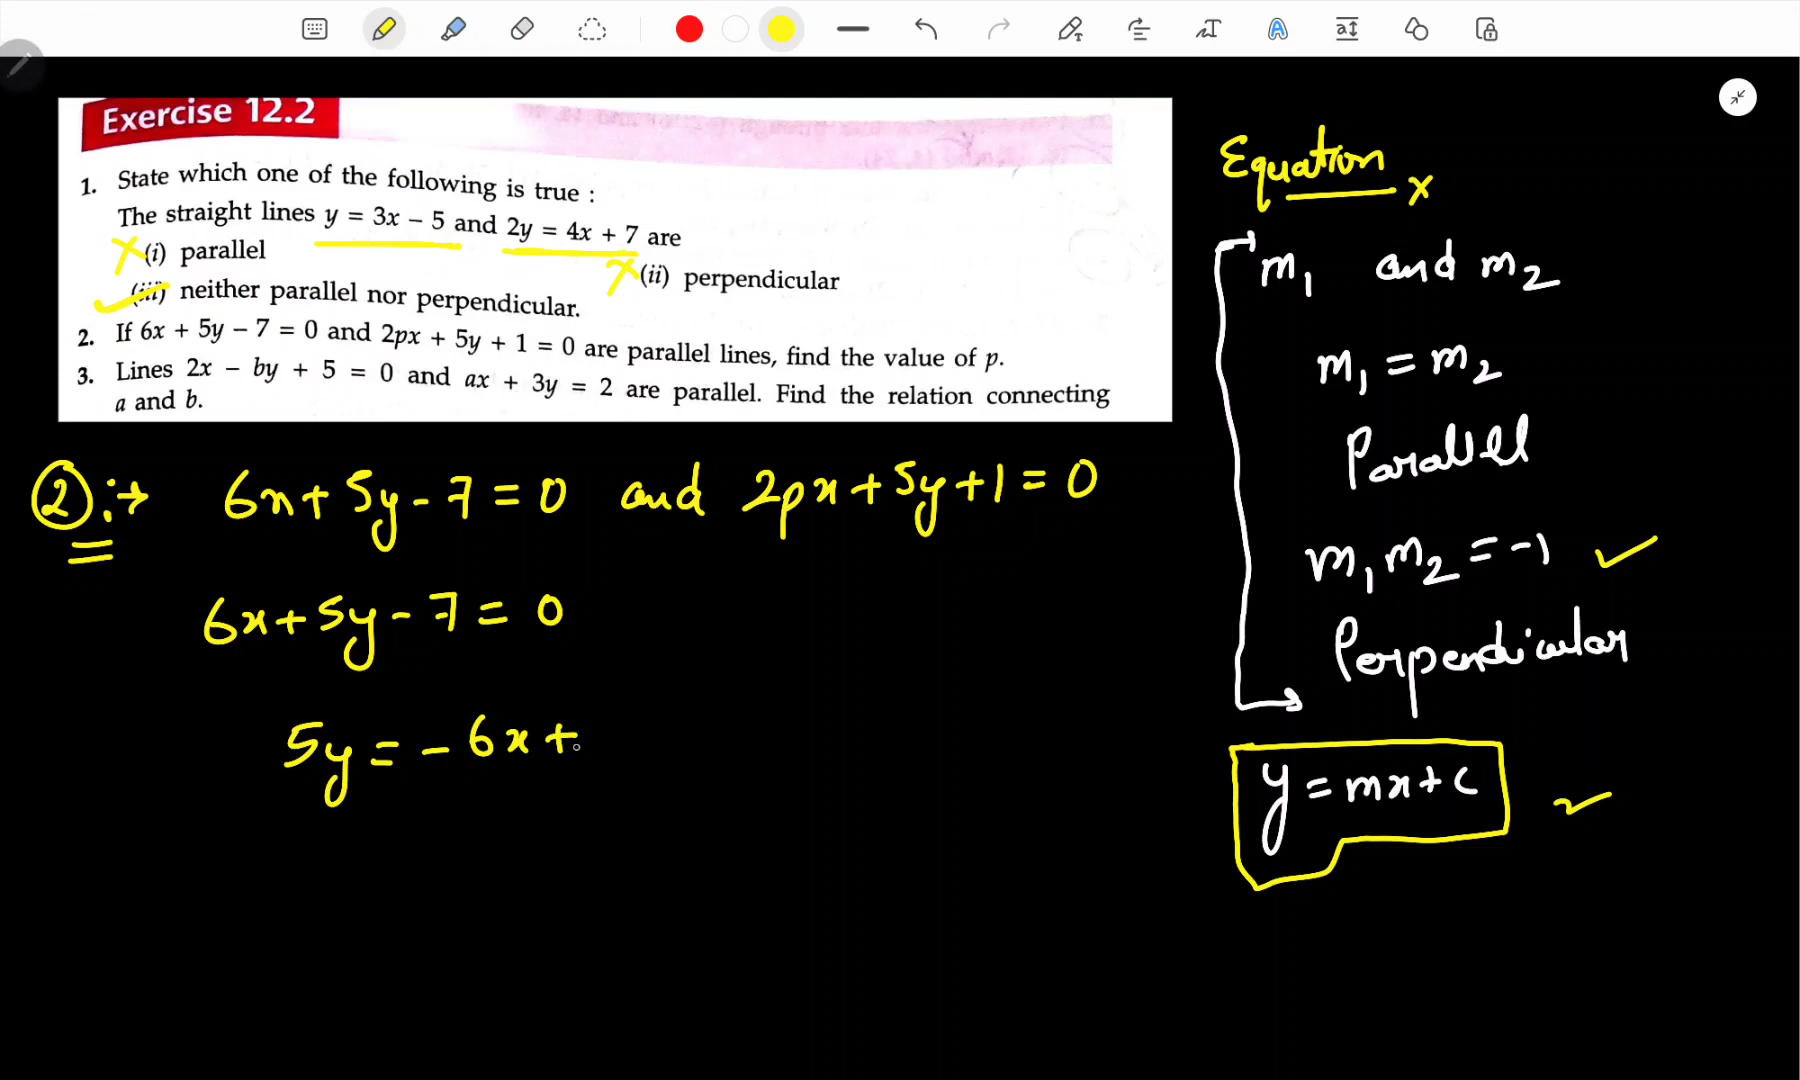 Exercise 12.2
1. State which one of the following is true :
The straight lines y = 3x – 5 and 2y = 4x + 7 are
(i) parallel
(ii) perpendicular
(iii) neither parallel nor perpendicular.
2. If 6x + 5y – 7 = 0 and 2px + 5y + 1 = 0 are parallel lines, find the value of p.
3. Lines 2x – by + 5 = 0 and ax + 3y = 2 are parallel. Find the relation connecting
a and b.
② :→ 6x + 5y - 7 = 0 and 2px + 5y + 1 = 0
6x + 5y - 7 = 0
5y = - 6x +
Equation x
m₁ and m₂
m₁ = m₂
Parallel
m₁ m₂ = -1 ✓
Perpendicular
y = mx + c ✓